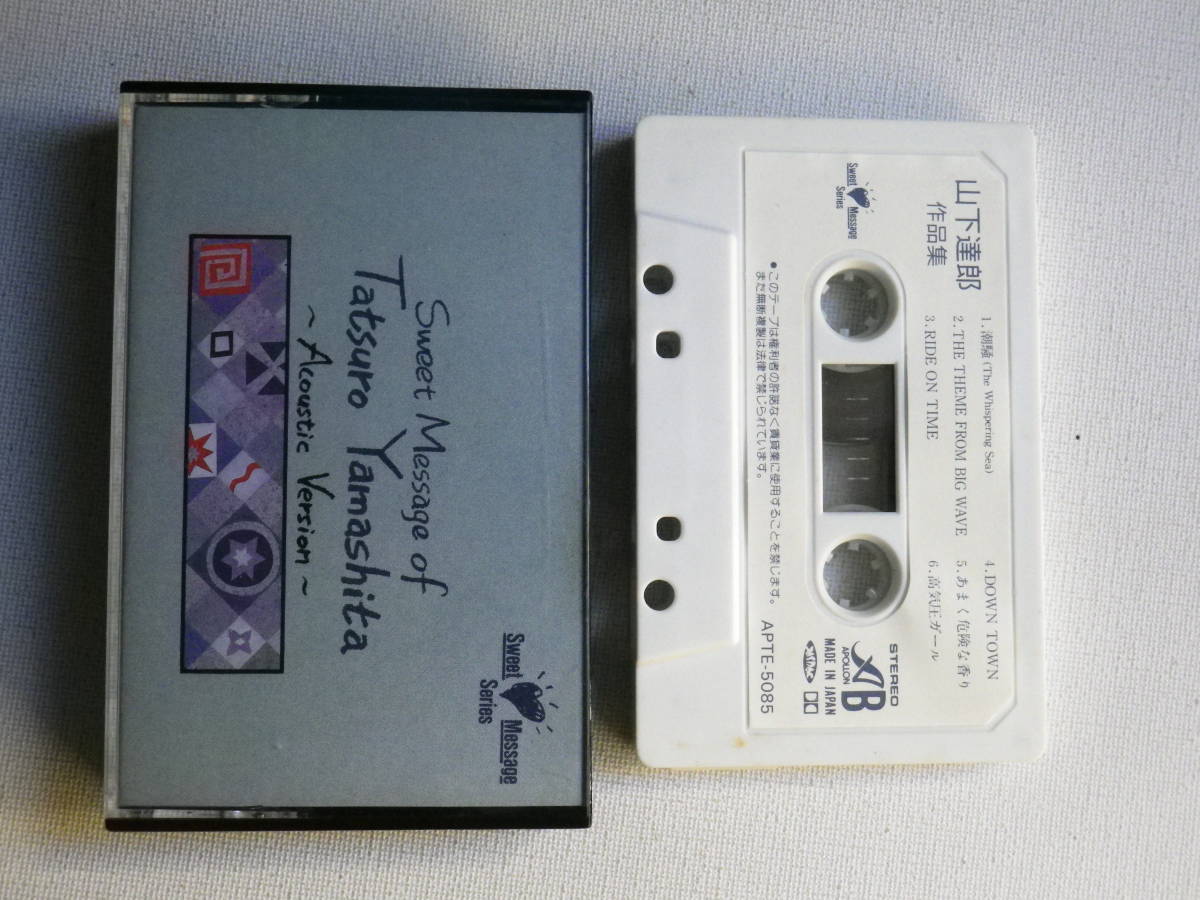 Sweet Message of
Tatsuro Yamashita
~Acoustic Version~
Sweet Message
Series
Sweet Message
Series
山下達郎
作品集
1.潮騒(The Whispering Sea)
2.THE THEME FROM BIG WAVE
3.RIDE ON TIME
4.DOWN TOWN
5.あまく危険な香り
6.高気圧ガール
●このテープは権利者の許諾なく賃貸業に使用することを禁じます。
また無断複製は法律で禁じられています。
STEREO
B
APOLLON
MADE IN JAPAN
APTE-5085